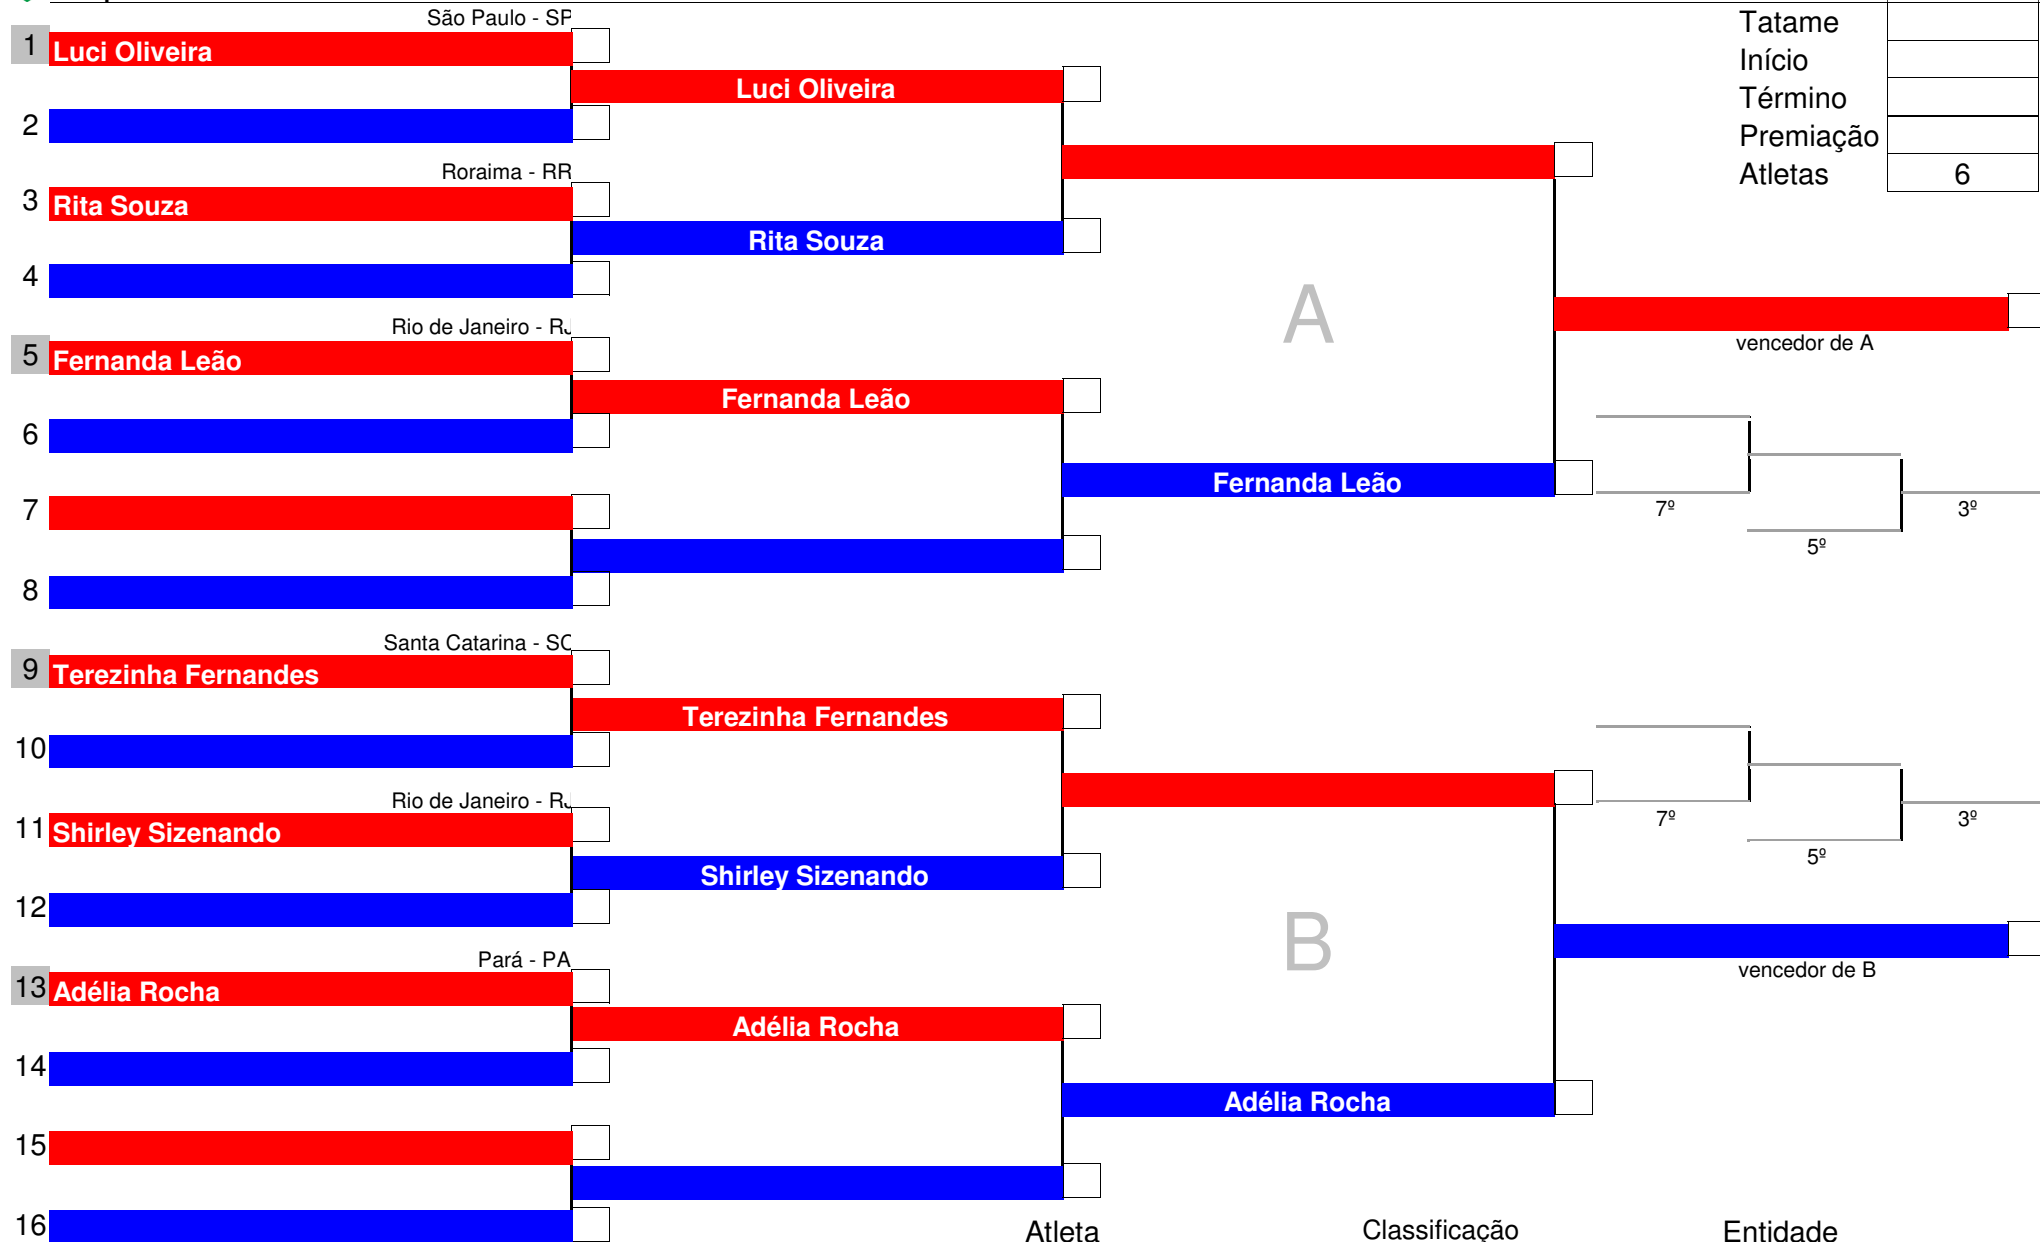 São Paulo - SP
Tatame
1 Luci Oliveira
Início
Luci Oliveira
Término
2
Premiação
Roraima - RR
Atletas 6
3 Rita Souza
Rita Souza
4
A
Rio de Janeiro - RJ
vencedor de A
5 Fernanda Leão
Fernanda Leão
6
Fernanda Leão
7
7º 3º
5º
8
Santa Catarina - SC
9 Terezinha Fernandes
Terezinha Fernandes
10
Rio de Janeiro - RJ
7º 3º
11 Shirley Sizenando
5º
Shirley Sizenando
12
B
Pará - PA
vencedor de B
13 Adélia Rocha
Adélia Rocha
14
Adélia Rocha
15
16
Atleta Classificação Entidade